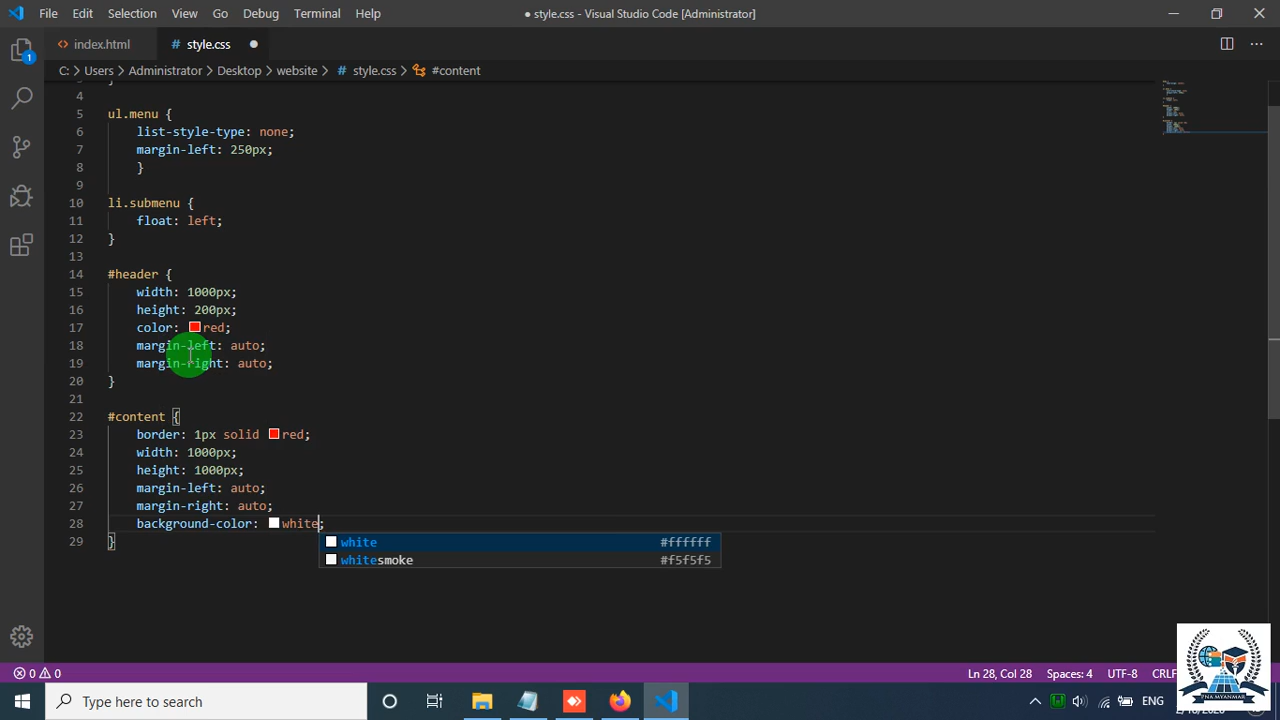 File Edit Selection View Go Debug Terminal Help
● style.css - Visual Studio Code [Administrator]
index.html
style.css
C: > Users > Administrator > Desktop > website > style.css > #content
4
5 ul.menu {
6 list-style-type: none;
7 margin-left: 250px;
8 }
9
10 li.submenu {
11 float: left;
12 }
13
14 #header {
15 width: 1000px;
16 height: 200px;
17 color: red;
18 margin-left: auto;
19 margin-right: auto;
20 }
21
22 #content {
23 border: 1px solid red;
24 width: 1000px;
25 height: 1000px;
26 margin-left: auto;
27 margin-right: auto;
28 background-color: white;
white #ffffff
29 }
whitesmoke #f5f5f5
1
0 0
Ln 28, Col 28 Spaces: 4 UTF-8 CRLF
Type here to search
ENG
FNA MYANMAR